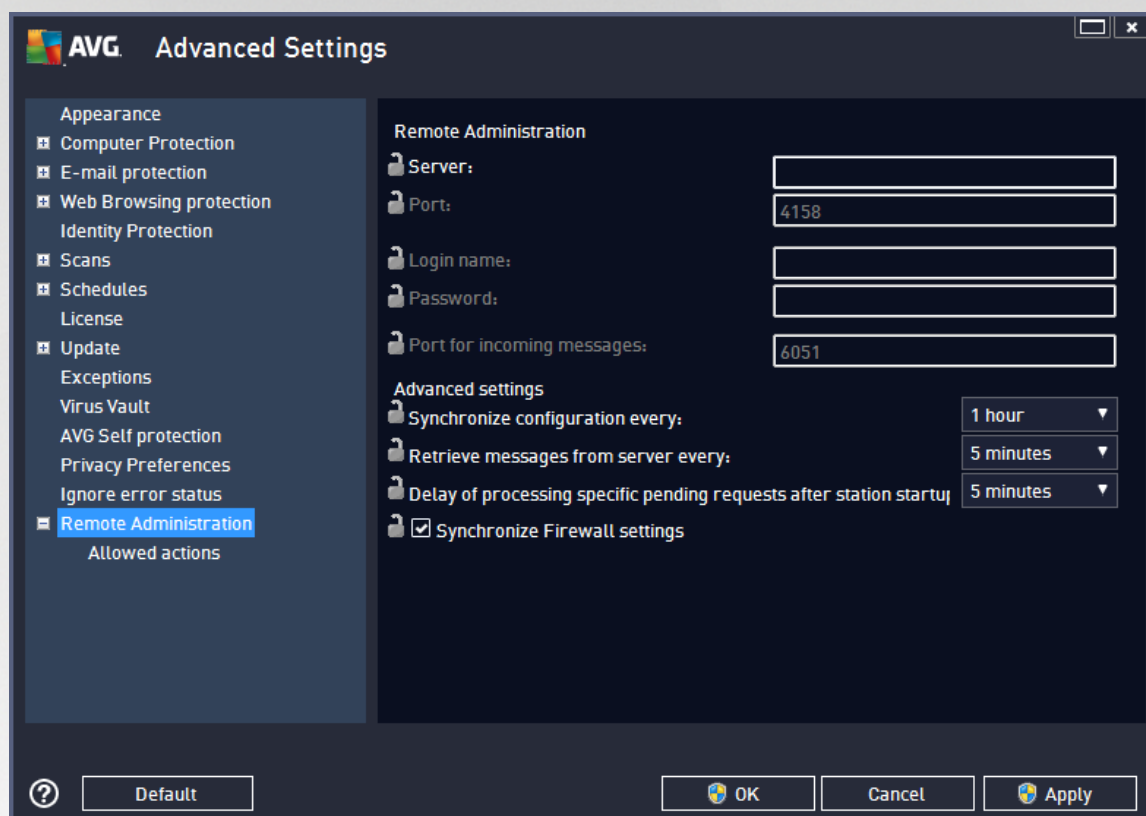 AVG. Advanced Settings
Appearance
Computer Protection
E-mail protection
Web Browsing protection
Identity Protection
Scans
Schedules
License
Update
Exceptions
Virus Vault
AVG Self protection
Privacy Preferences
Ignore error status
Remote Administration
Allowed actions
Remote Administration
Server:
Port: 4158
Login name:
Password:
Port for incoming messages: 6051
Advanced settings
Synchronize configuration every: 1 hour
Retrieve messages from server every: 5 minutes
Delay of processing specific pending requests after station startup 5 minutes
Synchronize Firewall settings
? Default OK Cancel Apply